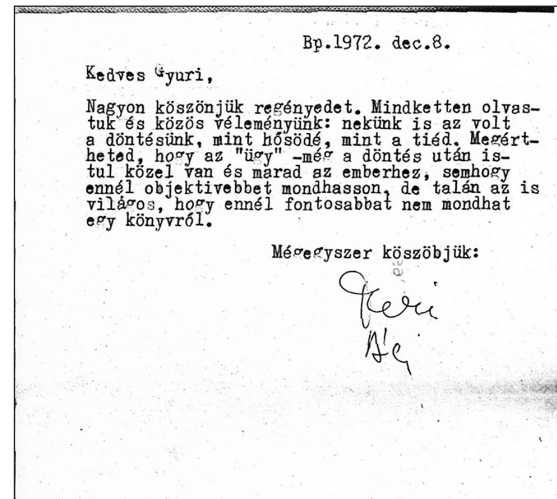 Bp.1972. dec.8.
Kedves Gyuri,
Nagyon köszönjük regényedet. Mindketten olvas-
tuk és közös véleményünk: nekünk is az volt
a döntésünk, mint hősödé, mint a tiéd. Megért-
heted, hogy az "ügy" -még a döntés után is-
tul közel van és marad az emberhez, semhogy
ennél objektivebbet mondhasson, de talán az is
világos, hogy ennél fontosabbat nem mondhat
egy könyvről.
Mégegyszer köszöbjük:
Feri
Ági